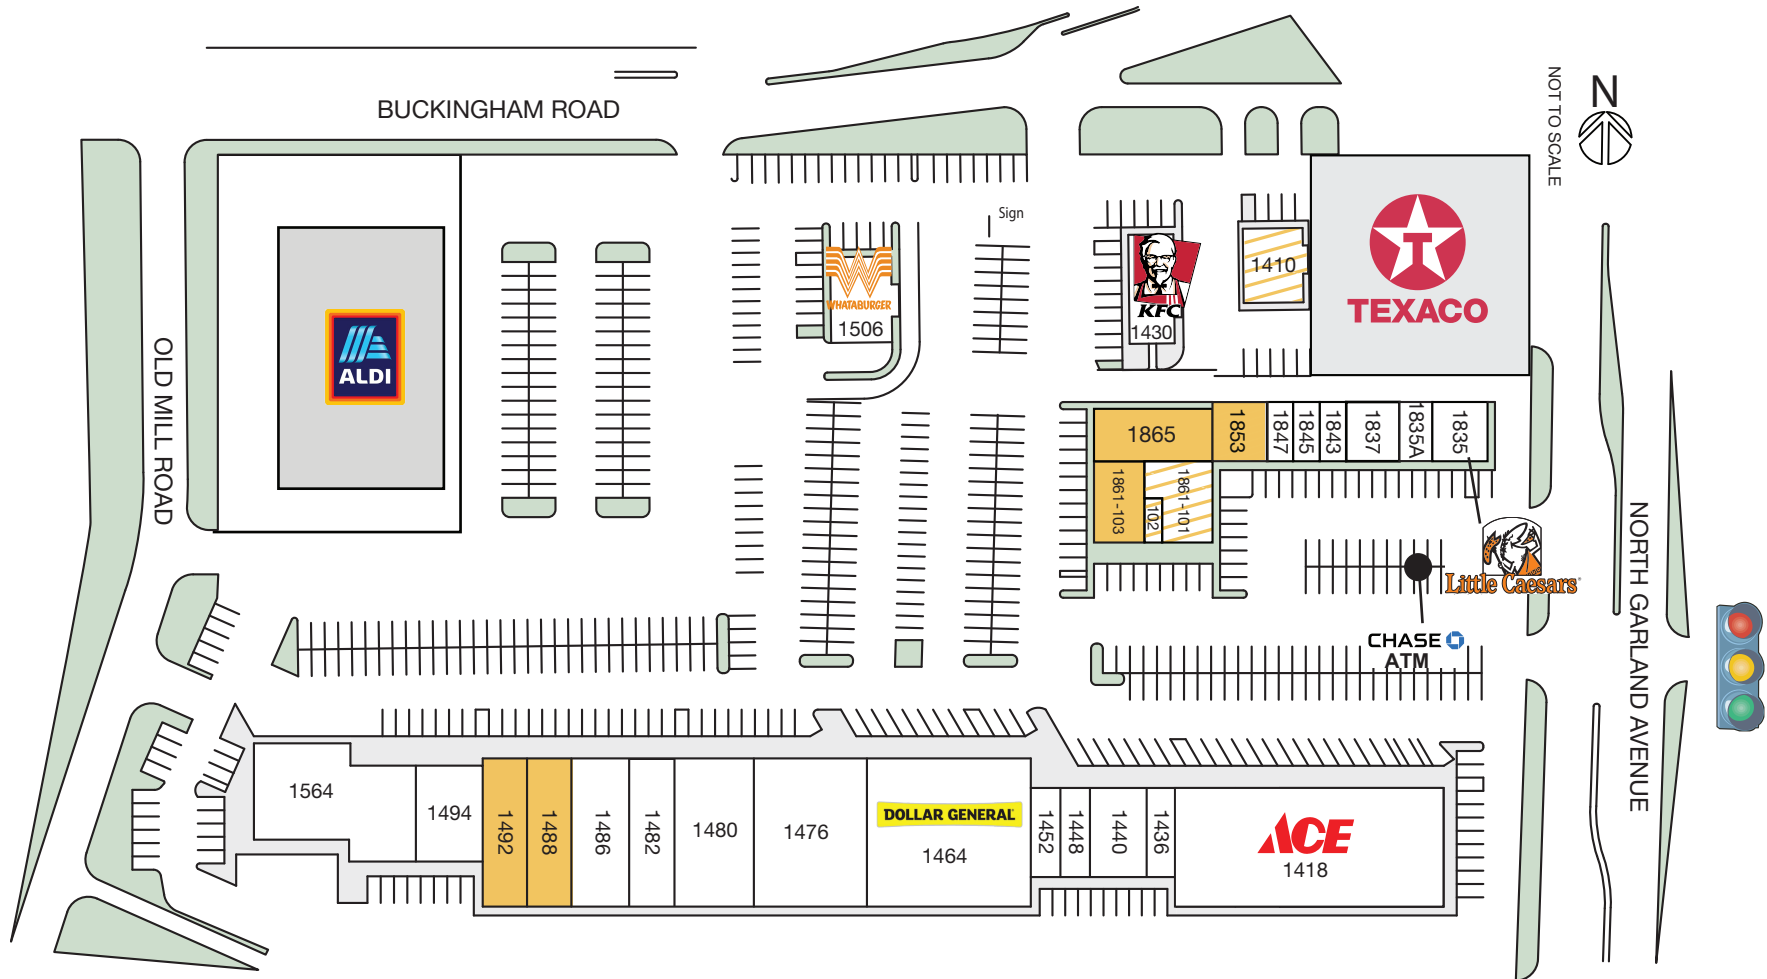 BUCKINGHAM ROAD
NOT TO SCALE
N
Sign
WHATABURGER
1506
KFC
1430
1410
T
TEXACO
ALDI
OLD MILL ROAD
1865
1853
1847
1845
1843
1837
1835A
1835
1861-103
102
1861-101
Little Caesars
CHASE
ATM
NORTH GARLAND AVENUE
1564
1494
1492
1488
1486
1482
1480
1476
DOLLAR GENERAL
1464
1452
1448
1440
1436
ACE
1418